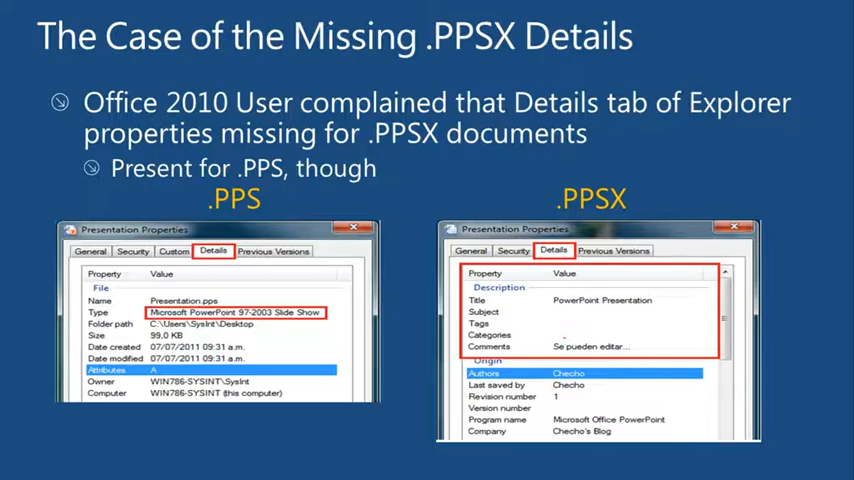 The Case of the Missing .PPSX Details
Office 2010 User complained that Details tab of Explorer
properties missing for .PPSX documents
Present for .PPS, though
.PPS
Presentation Properties
General Security Custom Details Previous Versions
Property Value
File
Name Presentation.pps
Type Microsoft PowerPoint 97-2003 Slide Show
Folder path C:\Users\SysInt\Desktop
Size 99,0 KB
Date created 07/07/2011 09:31 a.m.
Date modified 07/07/2011 09:31 a.m.
Attributes A
Owner WIN786-SYSINT\SysInt
Computer WIN786-SYSINT (this computer)
.PPSX
Presentation Properties
General Security Details Previous Versions
Property Value
Description
Title PowerPoint Presentation
Subject
Tags
Categories
Comments Se pueden editar...
Origin
Authors Checho
Last saved by Checho
Revision number 1
Version number
Program name Microsoft Office PowerPoint
Company Checho's Blog